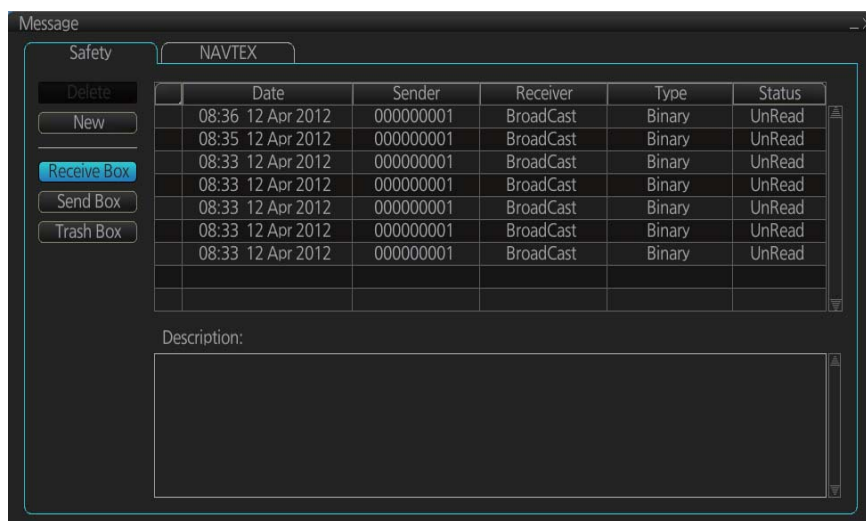 Message
Safety NAVTEX
Delete
New
Receive Box
Send Box
Trash Box
Date Sender Receiver Type Status
08:36 12 Apr 2012 000000001 BroadCast Binary UnRead
08:35 12 Apr 2012 000000001 BroadCast Binary UnRead
08:33 12 Apr 2012 000000001 BroadCast Binary UnRead
08:33 12 Apr 2012 000000001 BroadCast Binary UnRead
08:33 12 Apr 2012 000000001 BroadCast Binary UnRead
08:33 12 Apr 2012 000000001 BroadCast Binary UnRead
08:33 12 Apr 2012 000000001 BroadCast Binary UnRead
Description: